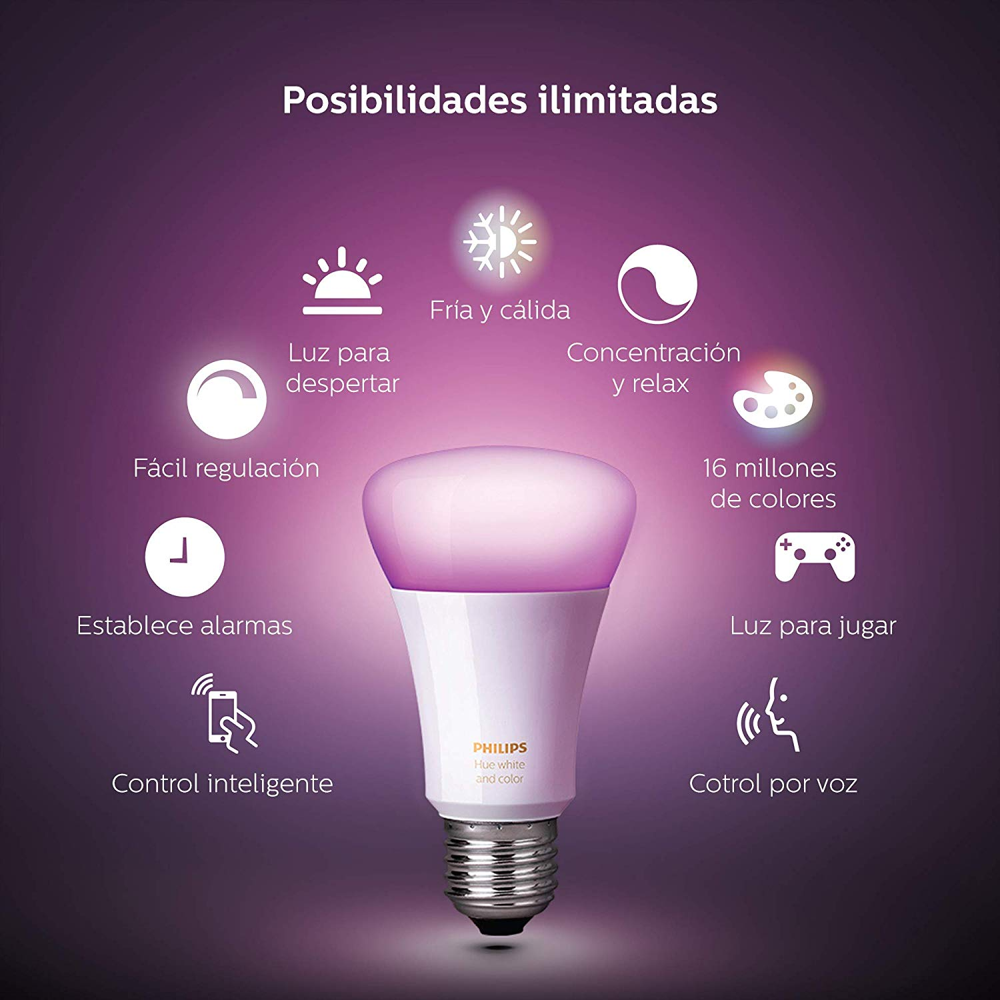 Posibilidades ilimitadas
Fría y cálida
Luz para
despertar
Concentración
y relax
Fácil regulación
16 millones
de colores
Establece alarmas
Luz para jugar
Control inteligente
Cotrol por voz
PHILIPS
Hue white
and color